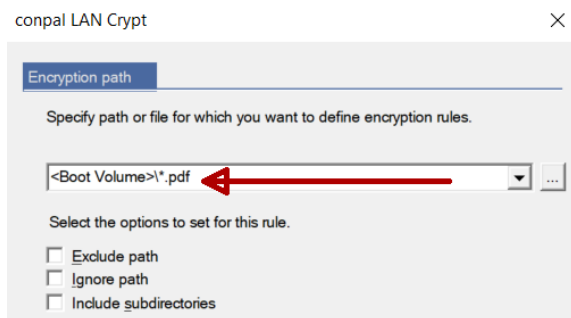 conpal LAN Crypt
Encryption path
Specify path or file for which you want to define encryption rules.
<Boot Volume>\*.pdf
...
Select the options to set for this rule.
Exclude path
Ignore path
Include subdirectories